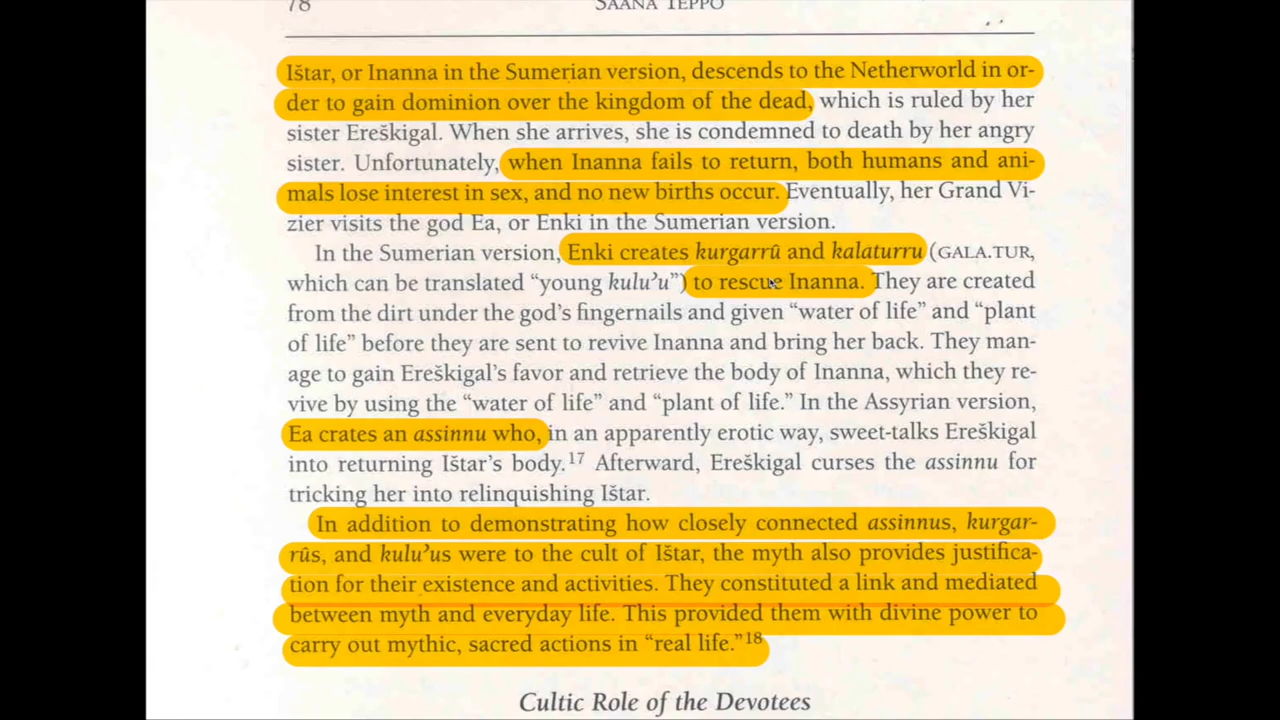 78 SAANA TEPPO
Ištar, or Inanna in the Sumerian version, descends to the Netherworld in or-
der to gain dominion over the kingdom of the dead, which is ruled by her
sister Ereškigal. When she arrives, she is condemned to death by her angry
sister. Unfortunately, when Inanna fails to return, both humans and ani-
mals lose interest in sex, and no new births occur. Eventually, her Grand Vi-
zier visits the god Ea, or Enki in the Sumerian version.
In the Sumerian version, Enki creates kurgarrû and kalaturru (GALA.TUR,
which can be translated “young kuluʾu”) to rescue Inanna. They are created
from the dirt under the god’s fingernails and given “water of life” and “plant
of life” before they are sent to revive Inanna and bring her back. They man-
age to gain Ereškigal’s favor and retrieve the body of Inanna, which they re-
vive by using the “water of life” and “plant of life.” In the Assyrian version,
Ea crates an assinnu who, in an apparently erotic way, sweet-talks Ereškigal
into returning Ištar’s body.17 Afterward, Ereškigal curses the assinnu for
tricking her into relinquishing Ištar.
In addition to demonstrating how closely connected assinnus, kurgar-
rûs, and kuluʾus were to the cult of Ištar, the myth also provides justifica-
tion for their existence and activities. They constituted a link and mediated
between myth and everyday life. This provided them with divine power to
carry out mythic, sacred actions in “real life.”18
Cultic Role of the Devotees